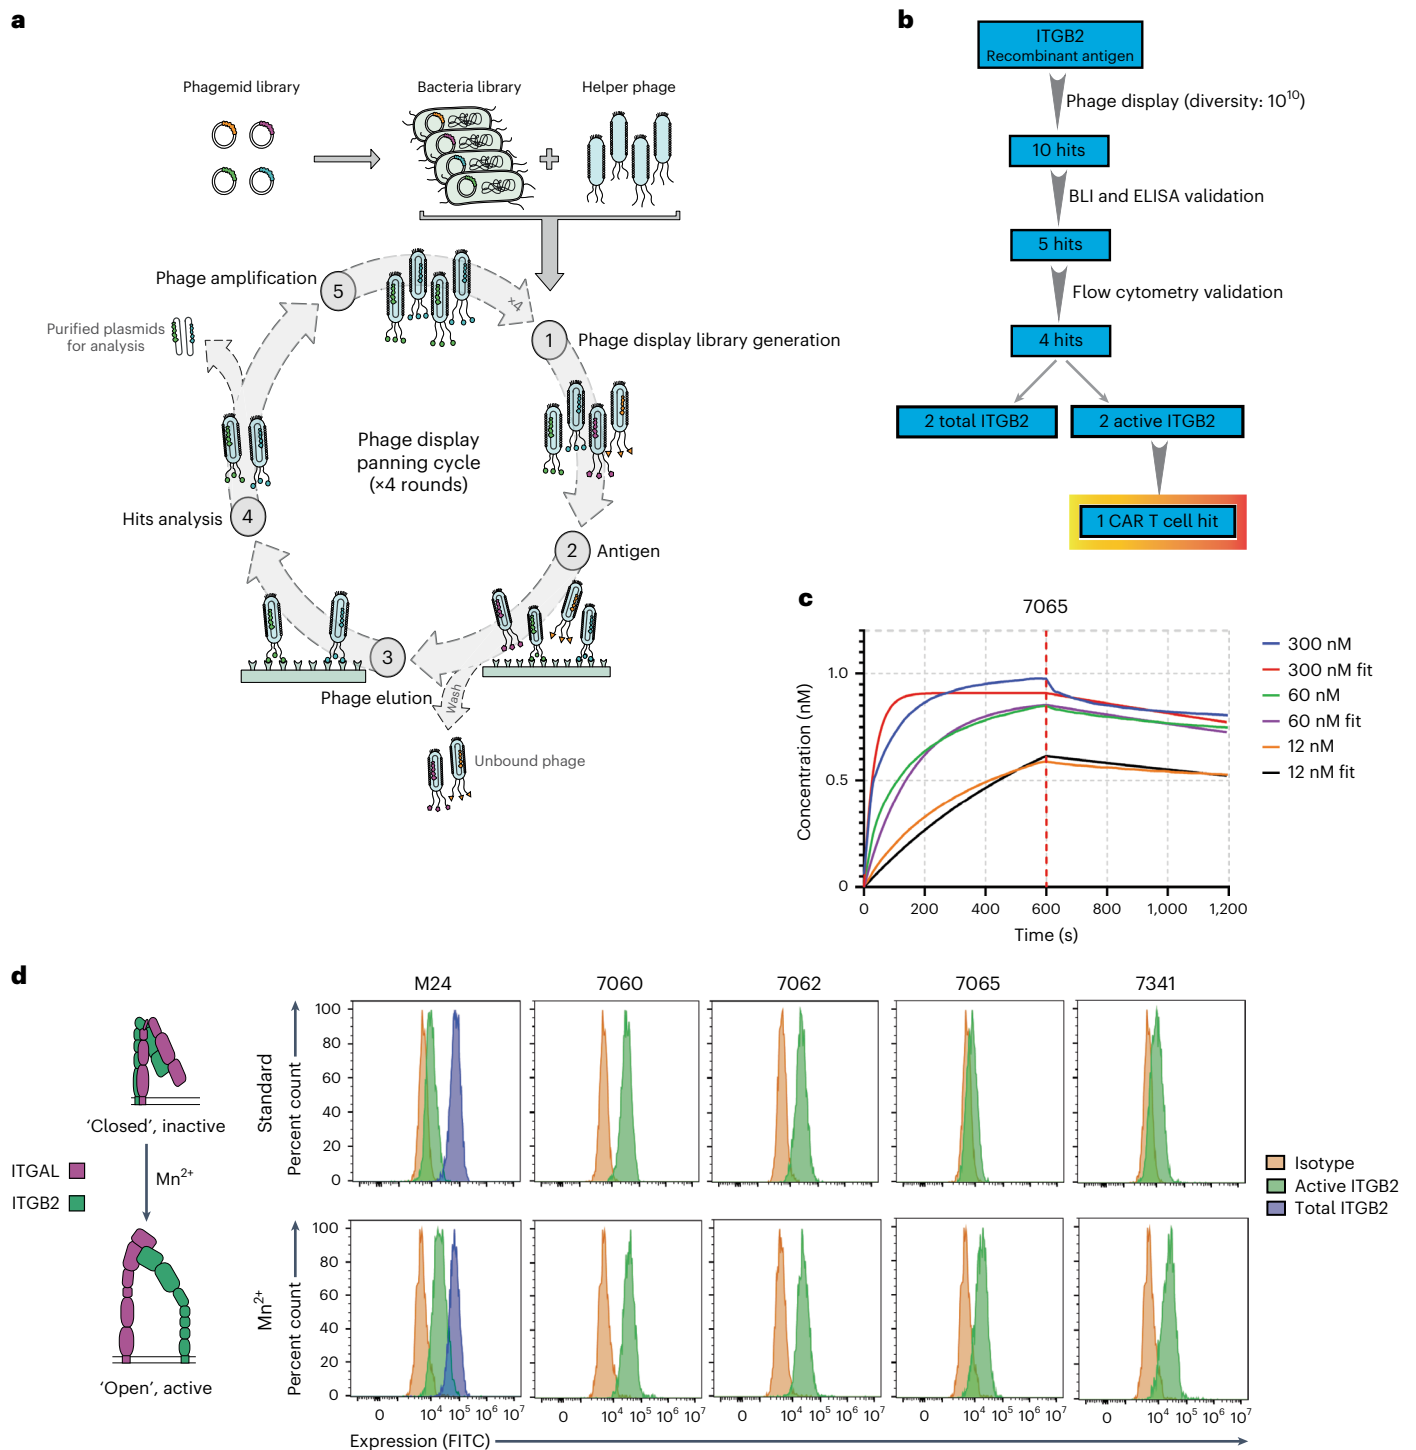 a
Phagemid library
Bacteria library
Helper phage
Phage amplification
5
×4
1
Phage display library generation
Purified plasmids
for analysis
Phage display
panning cycle
(×4 rounds)
Hits analysis
4
2
Antigen
3
Phage elution
Wash
Unbound phage
b
ITGB2
Recombinant antigen
Phage display (diversity: 10¹⁰)
10 hits
BLI and ELISA validation
5 hits
Flow cytometry validation
4 hits
2 total ITGB2
2 active ITGB2
1 CAR T cell hit
c
7065
Concentration (nM)
1.0
0.5
0
0 200 400 600 800 1,000 1,200
Time (s)
300 nM
300 nM fit
60 nM
60 nM fit
12 nM
12 nM fit
d
'Closed', inactive
Mn²⁺
ITGAL
ITGB2
'Open', active
M24 7060 7062 7065 7341
Standard
Percent count
100
80
60
40
20
0
Mn²⁺
Percent count
100
80
60
40
20
0
0 10⁴ 10⁵ 10⁶ 10⁷
0 10⁴ 10⁵ 10⁶ 10⁷
0 10⁴ 10⁵ 10⁶ 10⁷
0 10⁴ 10⁵ 10⁶ 10⁷
0 10⁴ 10⁵ 10⁶ 10⁷
Expression (FITC)
Isotype
Active ITGB2
Total ITGB2